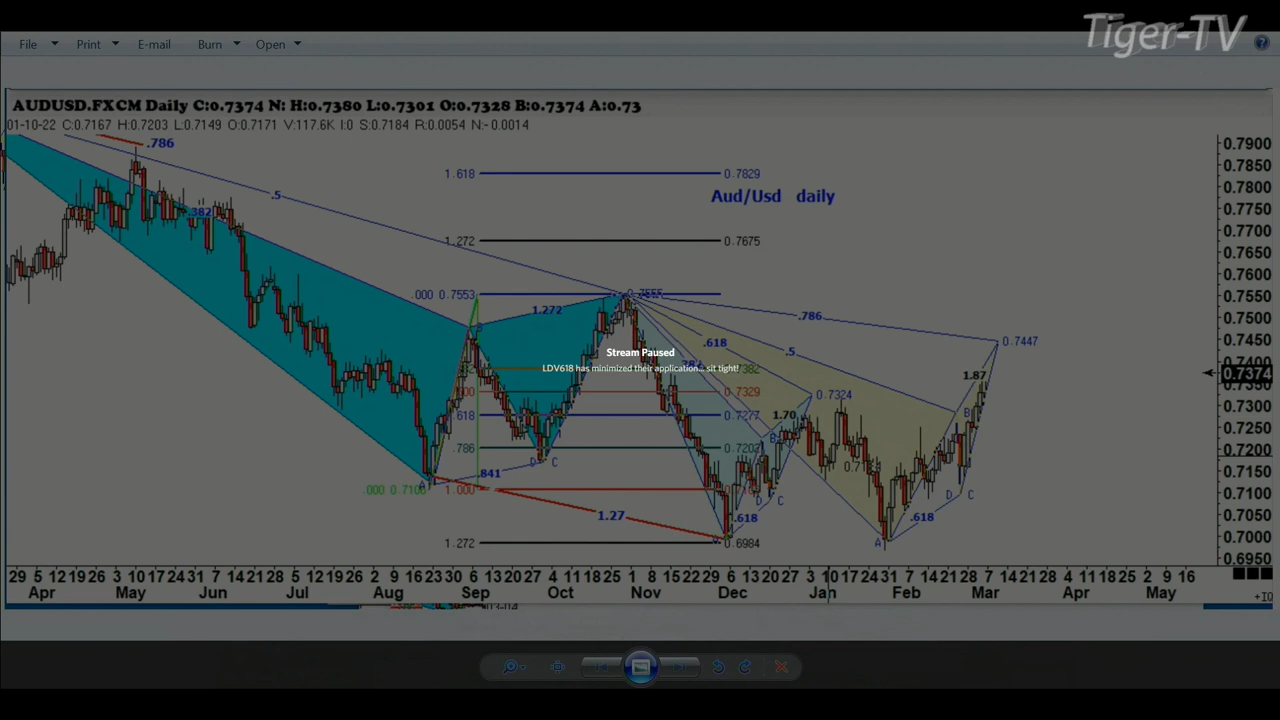 Tiger-TV
File Print E-mail Burn Open
AUDUSD.FXCM Daily C:0.7374 N: H:0.7380 L:0.7301 O:0.7328 B:0.7374 A:0.73
01-10-22 C:0.7167 H:0.7203 L:0.7149 O:0.7171 V:117.6K I:0 S:0.7184 R:0.0054 N:-0.0014
.786
0.7900
0.7850
1.618 0.7829
.5
Aud/Usd daily
0.7800
.382
0.7750
0.7700
1.272 0.7675
0.7650
0.7600
.000 0.7553
0.7555
0.7550
1.272
.786
0.7500
B
.618
0.7447
0.7450
Stream Paused
.5
LDV618 has minimized their application... sit tight!
0.7400
1.87
0.7374
0.7329
1.70
0.7324
0.7300
618 0.7277
B
B
0.7250
.786
0.7200
D C
.841
0.7150
.000
1.000
D C
D C
0.7100
1.27
.618
.618
0.7050
1.272 0.6984
A
0.7000
0.6950
29 5 12 19 26 3 10 17 24 31 7 14 21 28 5 12 19 26 2 9 16 23 30 6 13 20 27 4 11 18 25 1 8 15 22 29 6 13 20 27 3 10 17 24 31 7 14 21 28 7 14 21 28 4 11 18 25 2 9 16
Apr May Jun Jul Aug Sep Oct Nov Dec Jan Feb Mar Apr May